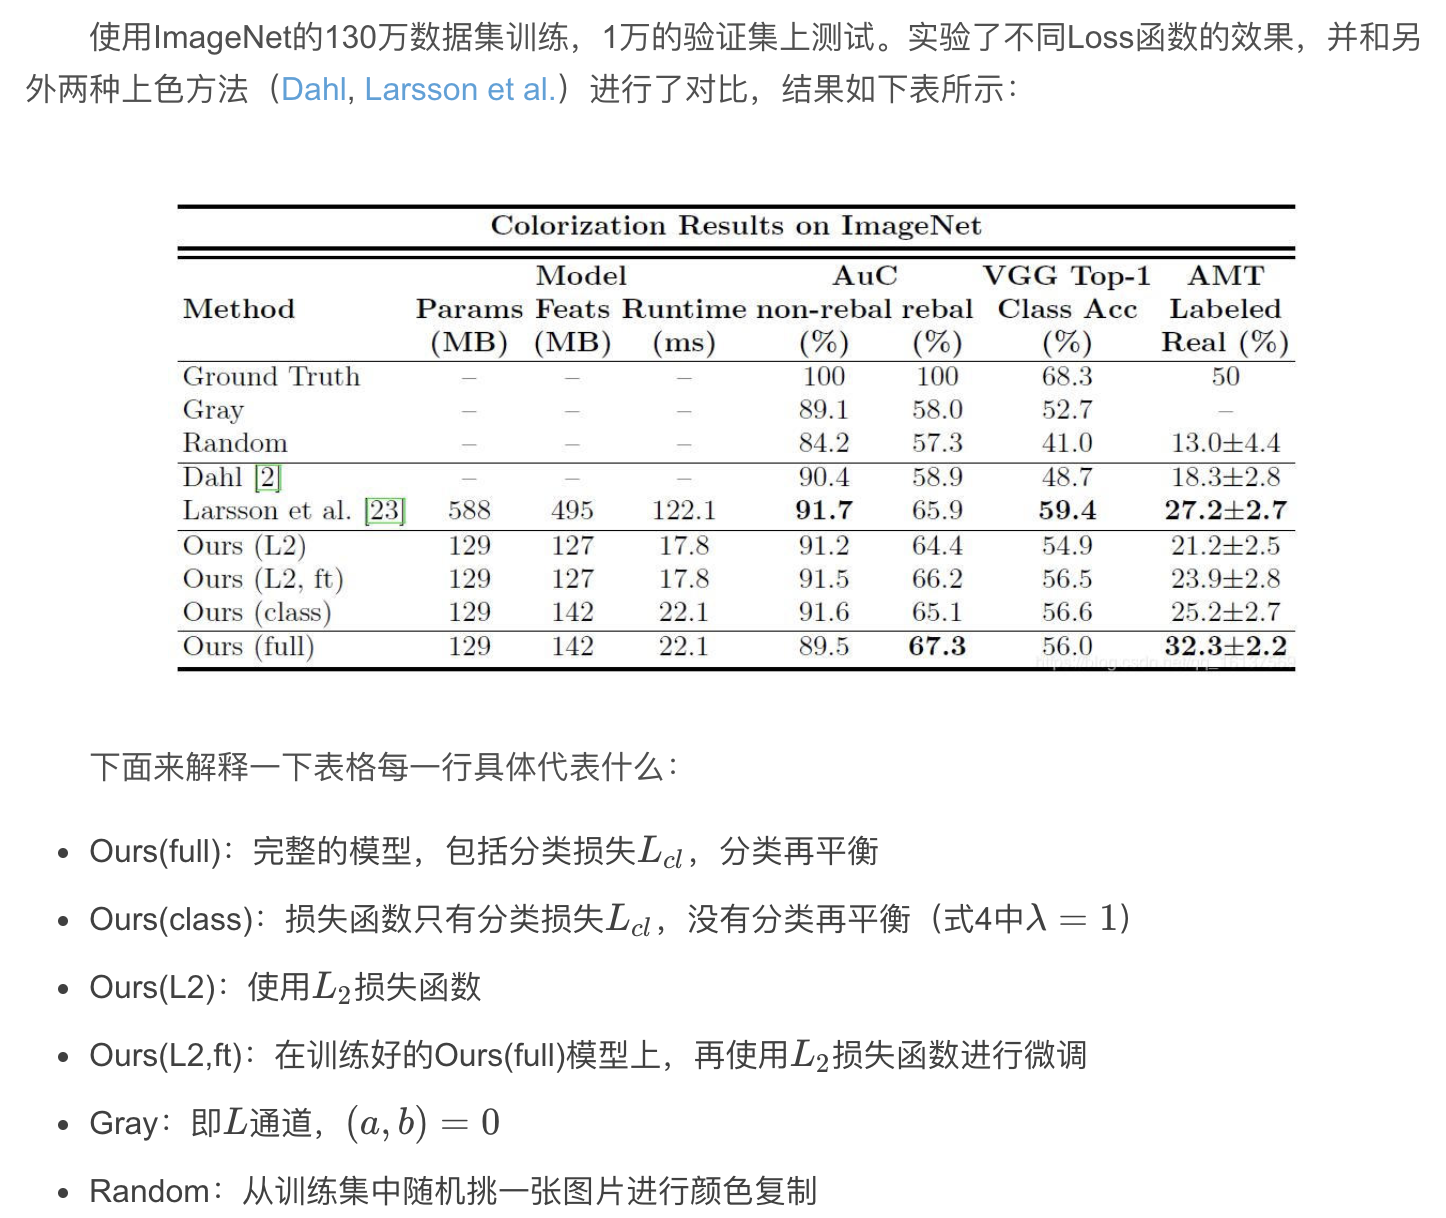 使用ImageNet的130万数据集训练，1万的验证集上测试。实验了不同Loss函数的效果，并和另
外两种上色方法（Dahl, Larsson et al.）进行了对比，结果如下表所示：
Colorization Results on ImageNet
Model AuC VGG Top-1 AMT
Method Params Feats Runtime non-rebal rebal Class Acc Labeled
(MB) (MB) (ms) (%) (%) (%) Real (%)
Ground Truth – – – 100 100 68.3 50
Gray – – – 89.1 58.0 52.7 –
Random – – – 84.2 57.3 41.0 13.0±4.4
Dahl [2] – – – 90.4 58.9 48.7 18.3±2.8
Larsson et al. [23] 588 495 122.1 91.7 65.9 59.4 27.2±2.7
Ours (L2) 129 127 17.8 91.2 64.4 54.9 21.2±2.5
Ours (L2, ft) 129 127 17.8 91.5 66.2 56.5 23.9±2.8
Ours (class) 129 142 22.1 91.6 65.1 56.6 25.2±2.7
Ours (full) 129 142 22.1 89.5 67.3 56.0 32.3±2.2
下面来解释一下表格每一行具体代表什么：
• Ours(full)：完整的模型，包括分类损失L_cl，分类再平衡
• Ours(class)：损失函数只有分类损失L_cl，没有分类再平衡（式4中λ = 1）
• Ours(L2)：使用L_2损失函数
• Ours(L2,ft)：在训练好的Ours(full)模型上，再使用L_2损失函数进行微调
• Gray：即L通道，(a, b) = 0
• Random：从训练集中随机挑一张图片进行颜色复制